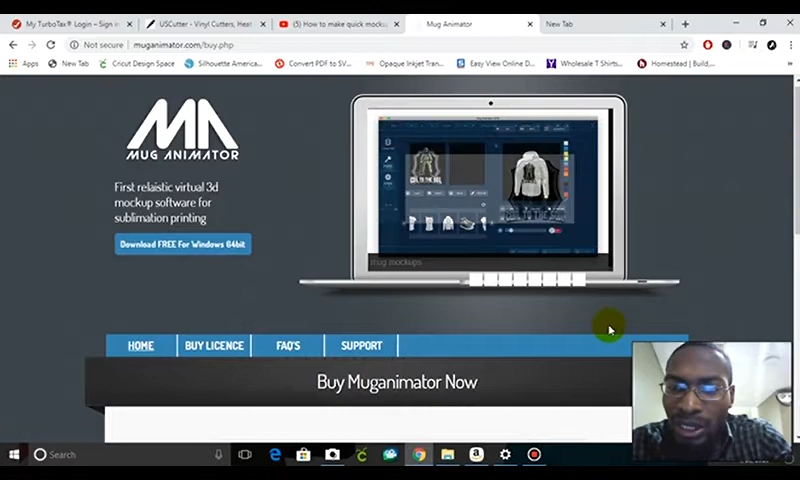 My TurboTax® Login – Sign in
USCutter - Vinyl Cutters, Heat
(5) How to make quick mocku
Mug Animator
New Tab
Not secure | muganimator.com/buy.php
Apps
New Tab
Cricut Design Space
Silhouette America...
Convert PDF to SV...
Opaque Inkjet Tran...
Easy View Online D...
Wholesale T Shirts...
Homestead | Build,...
MUG ANIMATOR
First relaistic virtual 3d
mockup software for
sublimation printing
Download FREE For Windows 64bit
mug mockups
HOME
BUY LICENCE
FAQ'S
SUPPORT
Buy Muganimator Now
Search